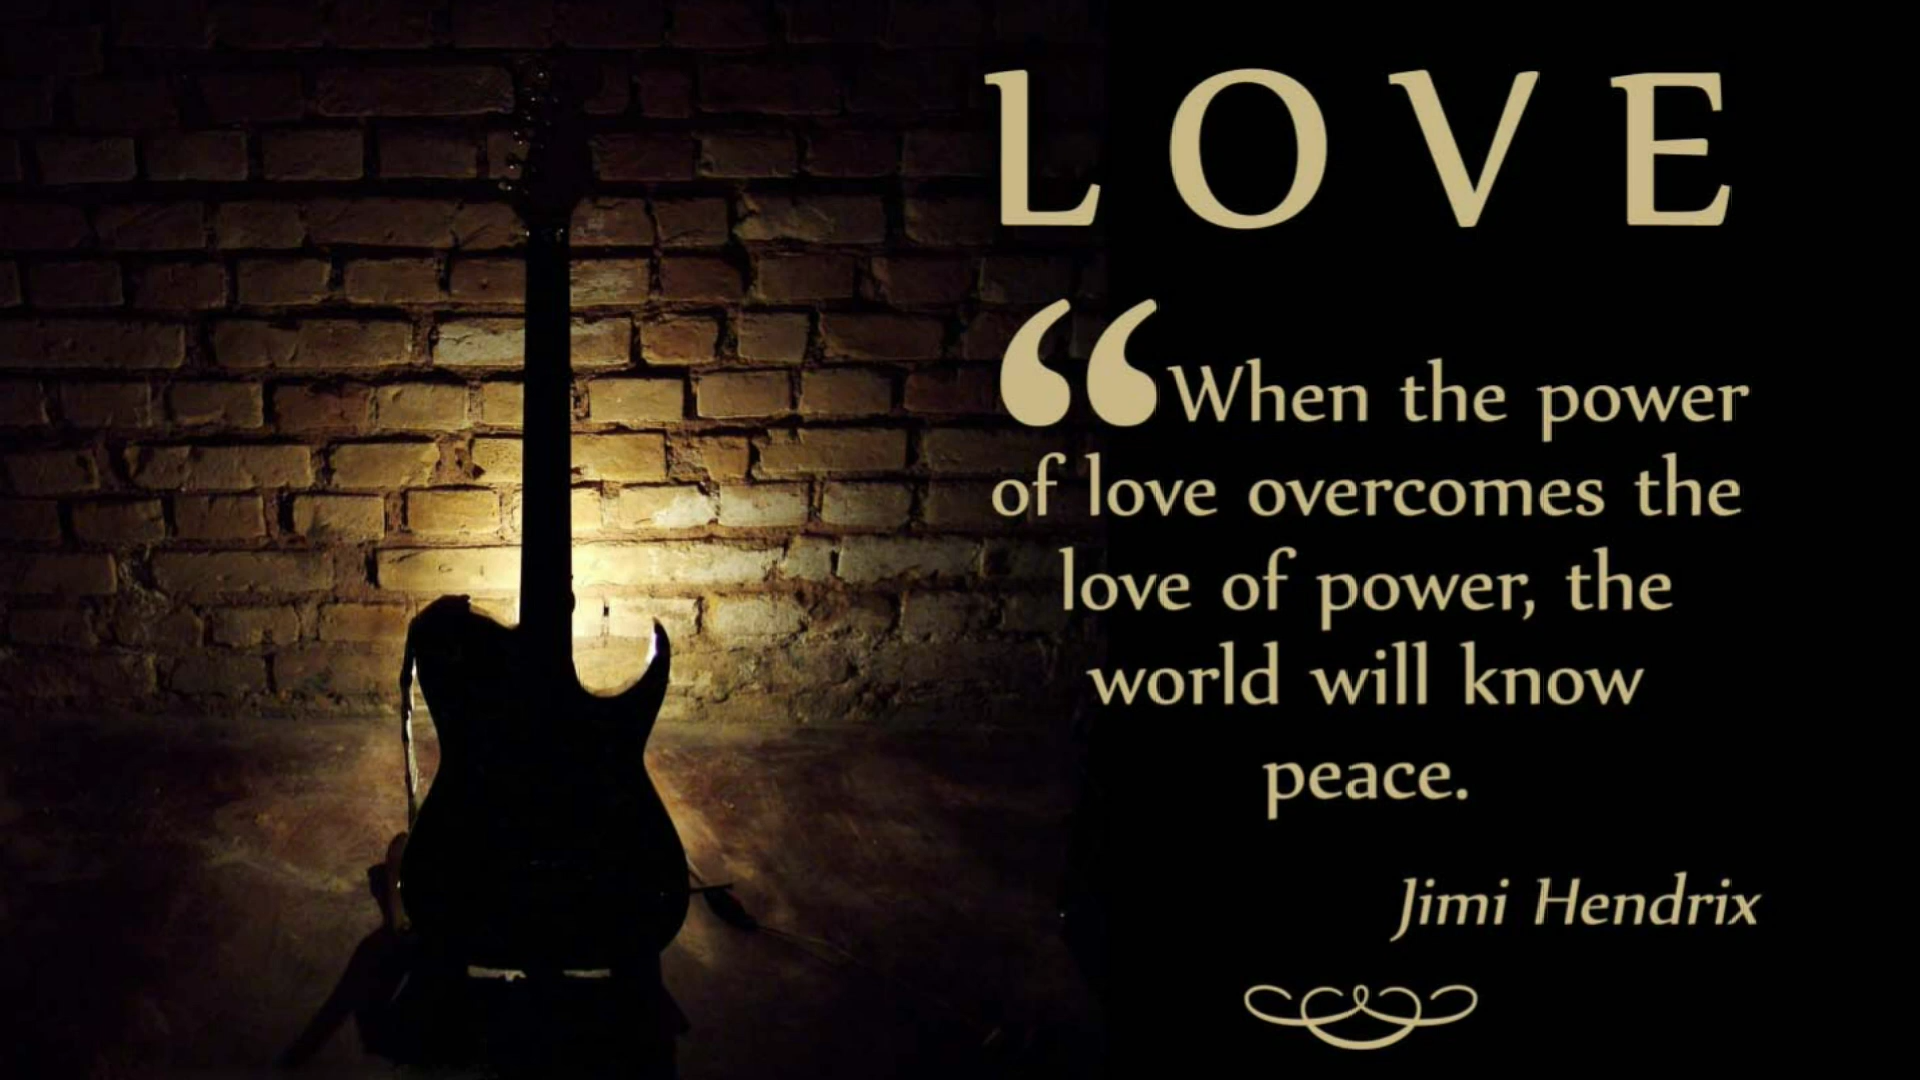 LOVE
“When the power
of love overcomes the
love of power, the
world will know
peace.
Jimi Hendrix